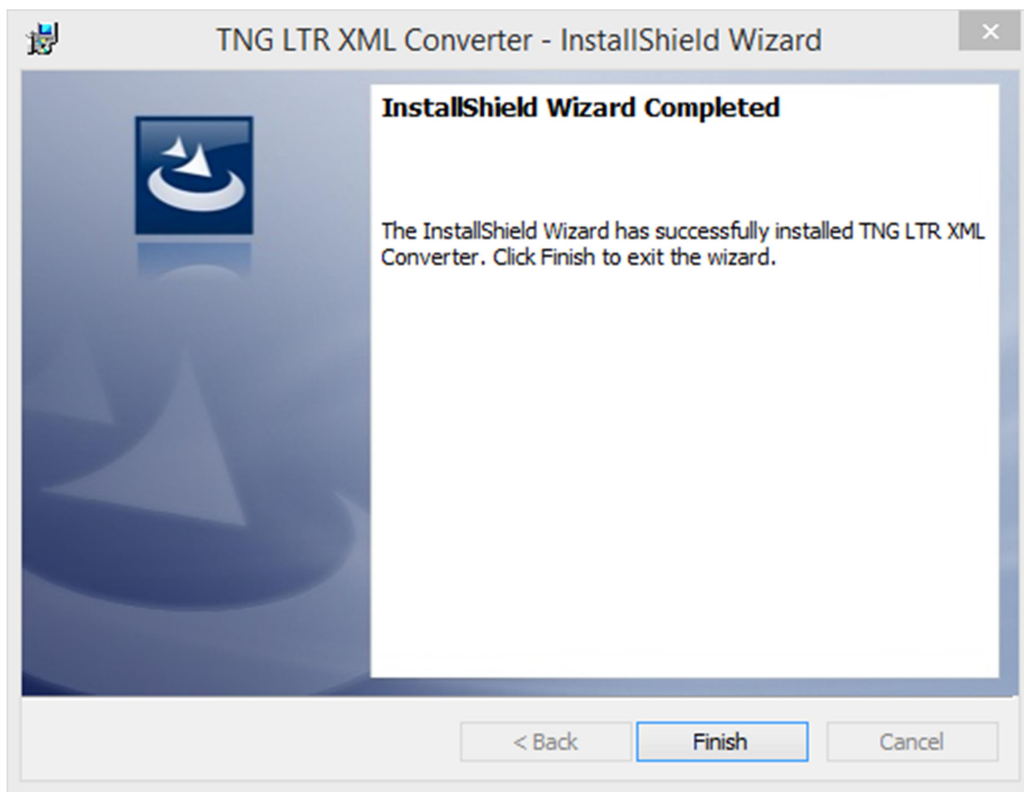 TNG LTR XML Converter - InstallShield Wizard
InstallShield Wizard Completed
The InstallShield Wizard has successfully installed TNG LTR XML
Converter. Click Finish to exit the wizard.
< Back
Finish
Cancel